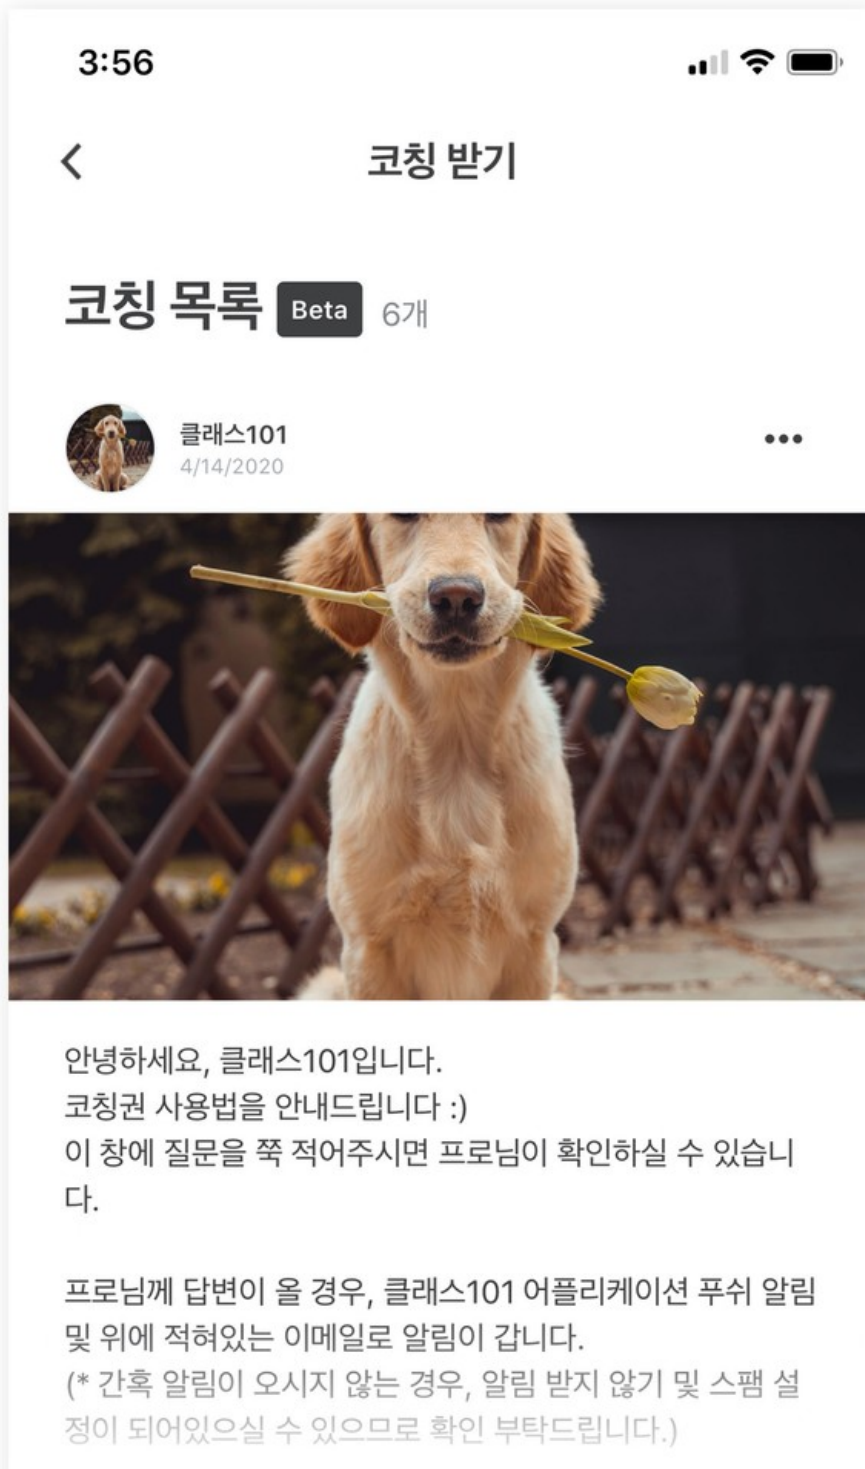 3:56
코칭 받기
코칭 목록 Beta 6개
클래스101
4/14/2020
안녕하세요, 클래스101입니다.
코칭권 사용법을 안내드립니다 :)
이 창에 질문을 쭉 적어주시면 프로님이 확인하실 수 있습니
다.
프로님께 답변이 올 경우, 클래스101 어플리케이션 푸쉬 알림
및 위에 적혀있는 이메일로 알림이 갑니다.
(* 간혹 알림이 오시지 않는 경우, 알림 받지 않기 및 스팸 설
정이 되어있으실 수 있으므로 확인 부탁드립니다.)